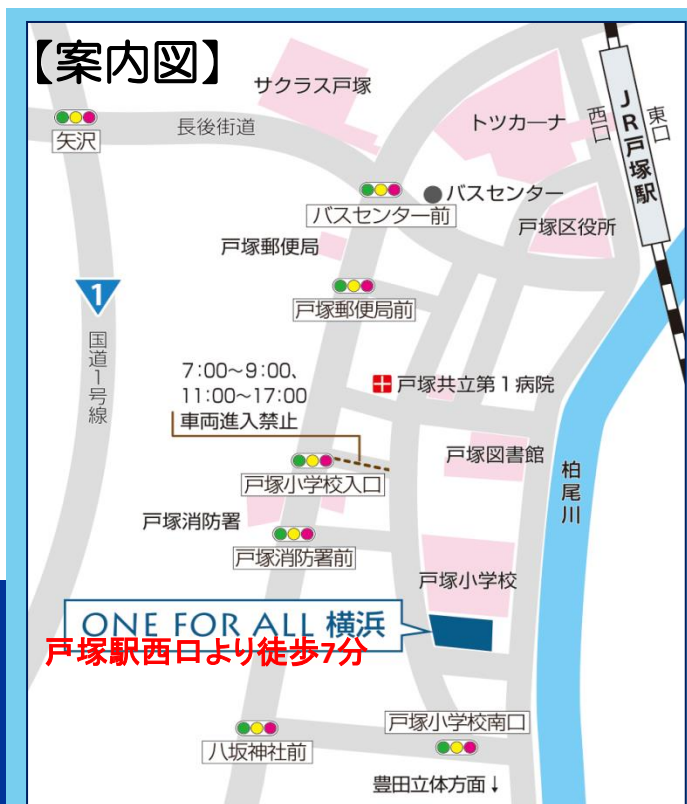 【案内図】
サクラス戸塚
矢沢
長後街道
トツカーナ
西口
JR戸塚駅
東口
バスセンター
バスセンター前
戸塚区役所
戸塚郵便局
戸塚郵便局前
1
国道1号線
7:00~9:00、
11:00~17:00
車両進入禁止
戸塚共立第1病院
戸塚図書館
柏尾川
戸塚小学校入口
戸塚消防署
戸塚消防署前
戸塚小学校
ONE FOR ALL 横浜
戸塚駅西口より徒歩7分
戸塚小学校南口
八坂神社前
豊田立体方面↓